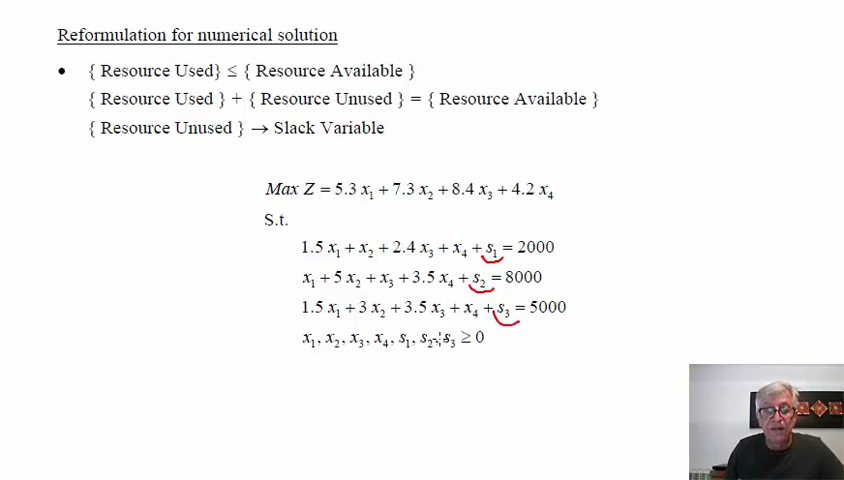 Reformulation for numerical solution
• { Resource Used} ≤ { Resource Available }
{ Resource Used } + { Resource Unused } = { Resource Available }
{ Resource Unused } → Slack Variable
Max Z = 5.3 x₁ + 7.3 x₂ + 8.4 x₃ + 4.2 x₄
S.t.
1.5 x₁ + x₂ + 2.4 x₃ + x₄ + s₁ = 2000
x₁ + 5 x₂ + x₃ + 3.5 x₄ + s₂ = 8000
1.5 x₁ + 3 x₂ + 3.5 x₃ + x₄ + s₃ = 5000
x₁, x₂, x₃, x₄, s₁, s₂, s₃ ≥ 0